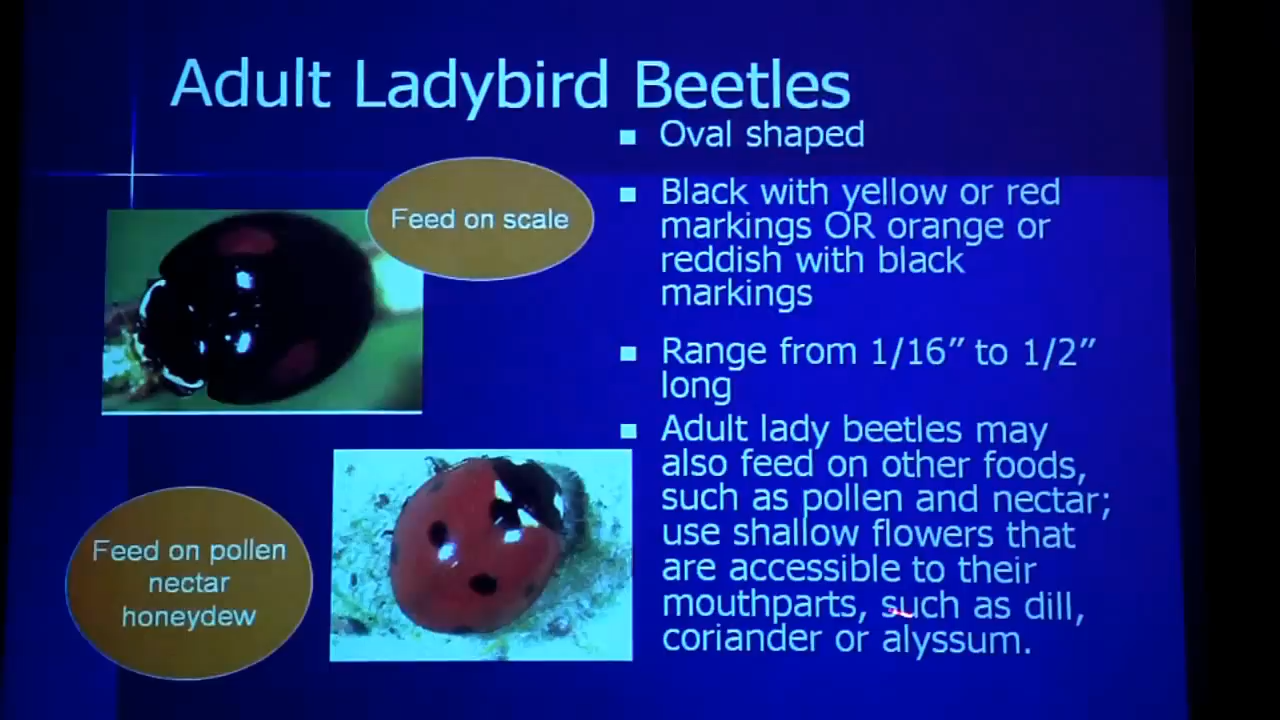 Adult Ladybird Beetles
■ Oval shaped
■ Black with yellow or red
markings OR orange or
reddish with black
markings
■ Range from 1/16” to 1/2”
long
■ Adult lady beetles may
also feed on other foods,
such as pollen and nectar;
use shallow flowers that
are accessible to their
mouthparts, such as dill,
coriander or alyssum.
Feed on scale
Feed on pollen
nectar
honeydew